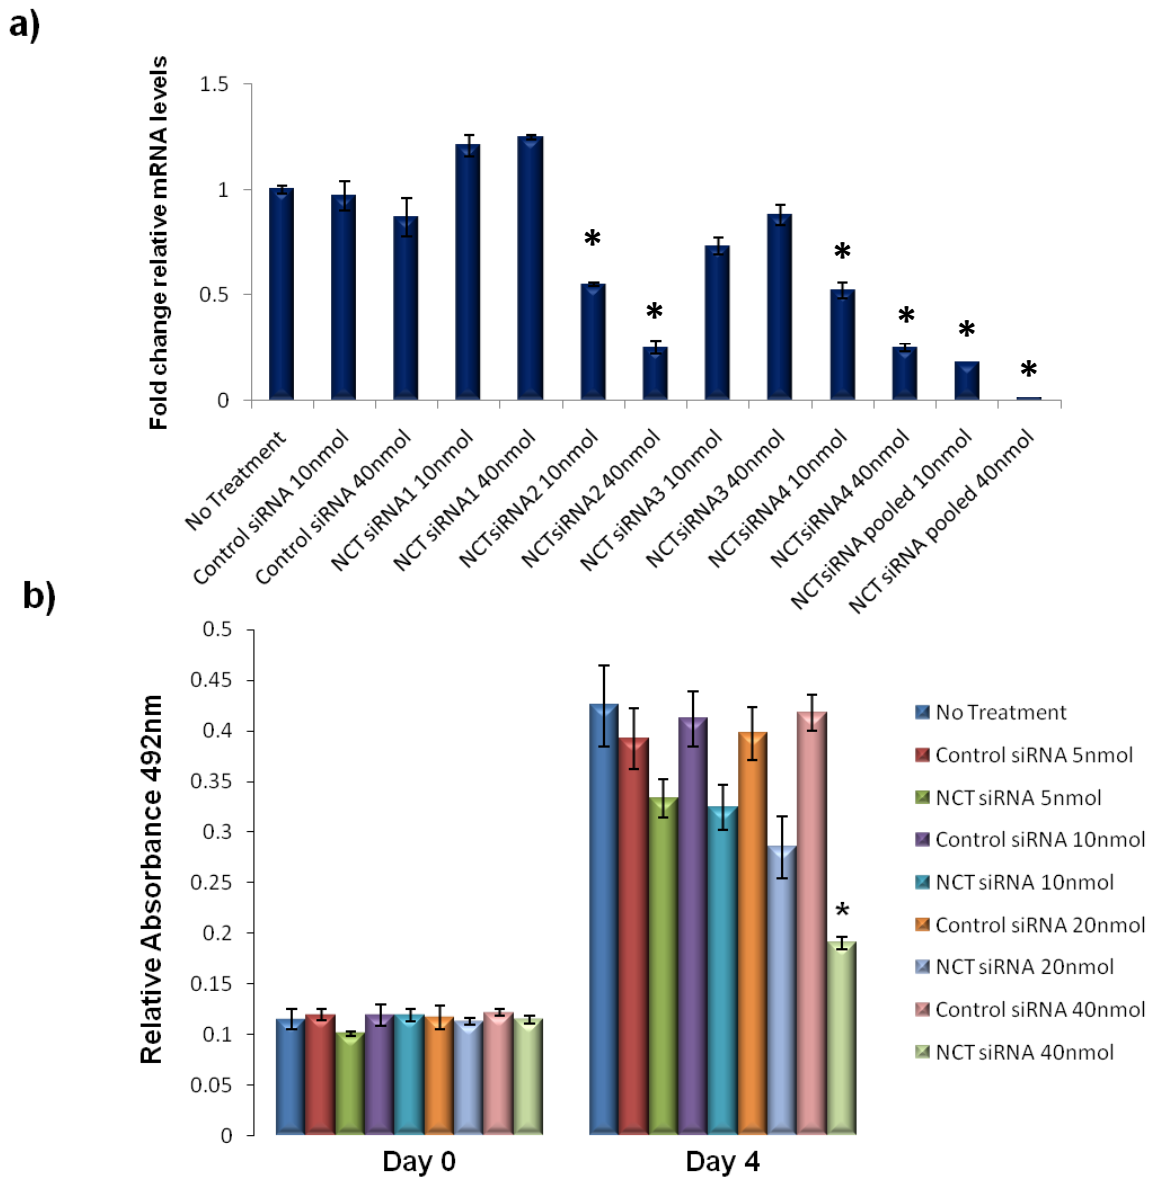 a)
Fold change relative mRNA levels
1.5
1
0.5
0
*
*
*
*
*
*
No Treatment
Control siRNA 10nmol
Control siRNA 40nmol
NCT siRNA1 10nmol
NCT siRNA1 40nmol
NCTsiRNA2 10nmol
NCTsiRNA2 40nmol
NCT siRNA3 10nmol
NCTsiRNA3 40nmol
NCTsiRNA4 10nmol
NCTsiRNA4 40nmol
NCTsiRNA pooled 10nmol
NCT siRNA pooled 40nmol
b)
Relative Absorbance 492nm
0.5
0.45
0.4
0.35
0.3
0.25
0.2
0.15
0.1
0.05
0
*
Day 0
Day 4
No Treatment
Control siRNA 5nmol
NCT siRNA 5nmol
Control siRNA 10nmol
NCT siRNA 10nmol
Control siRNA 20nmol
NCT siRNA 20nmol
Control siRNA 40nmol
NCT siRNA 40nmol